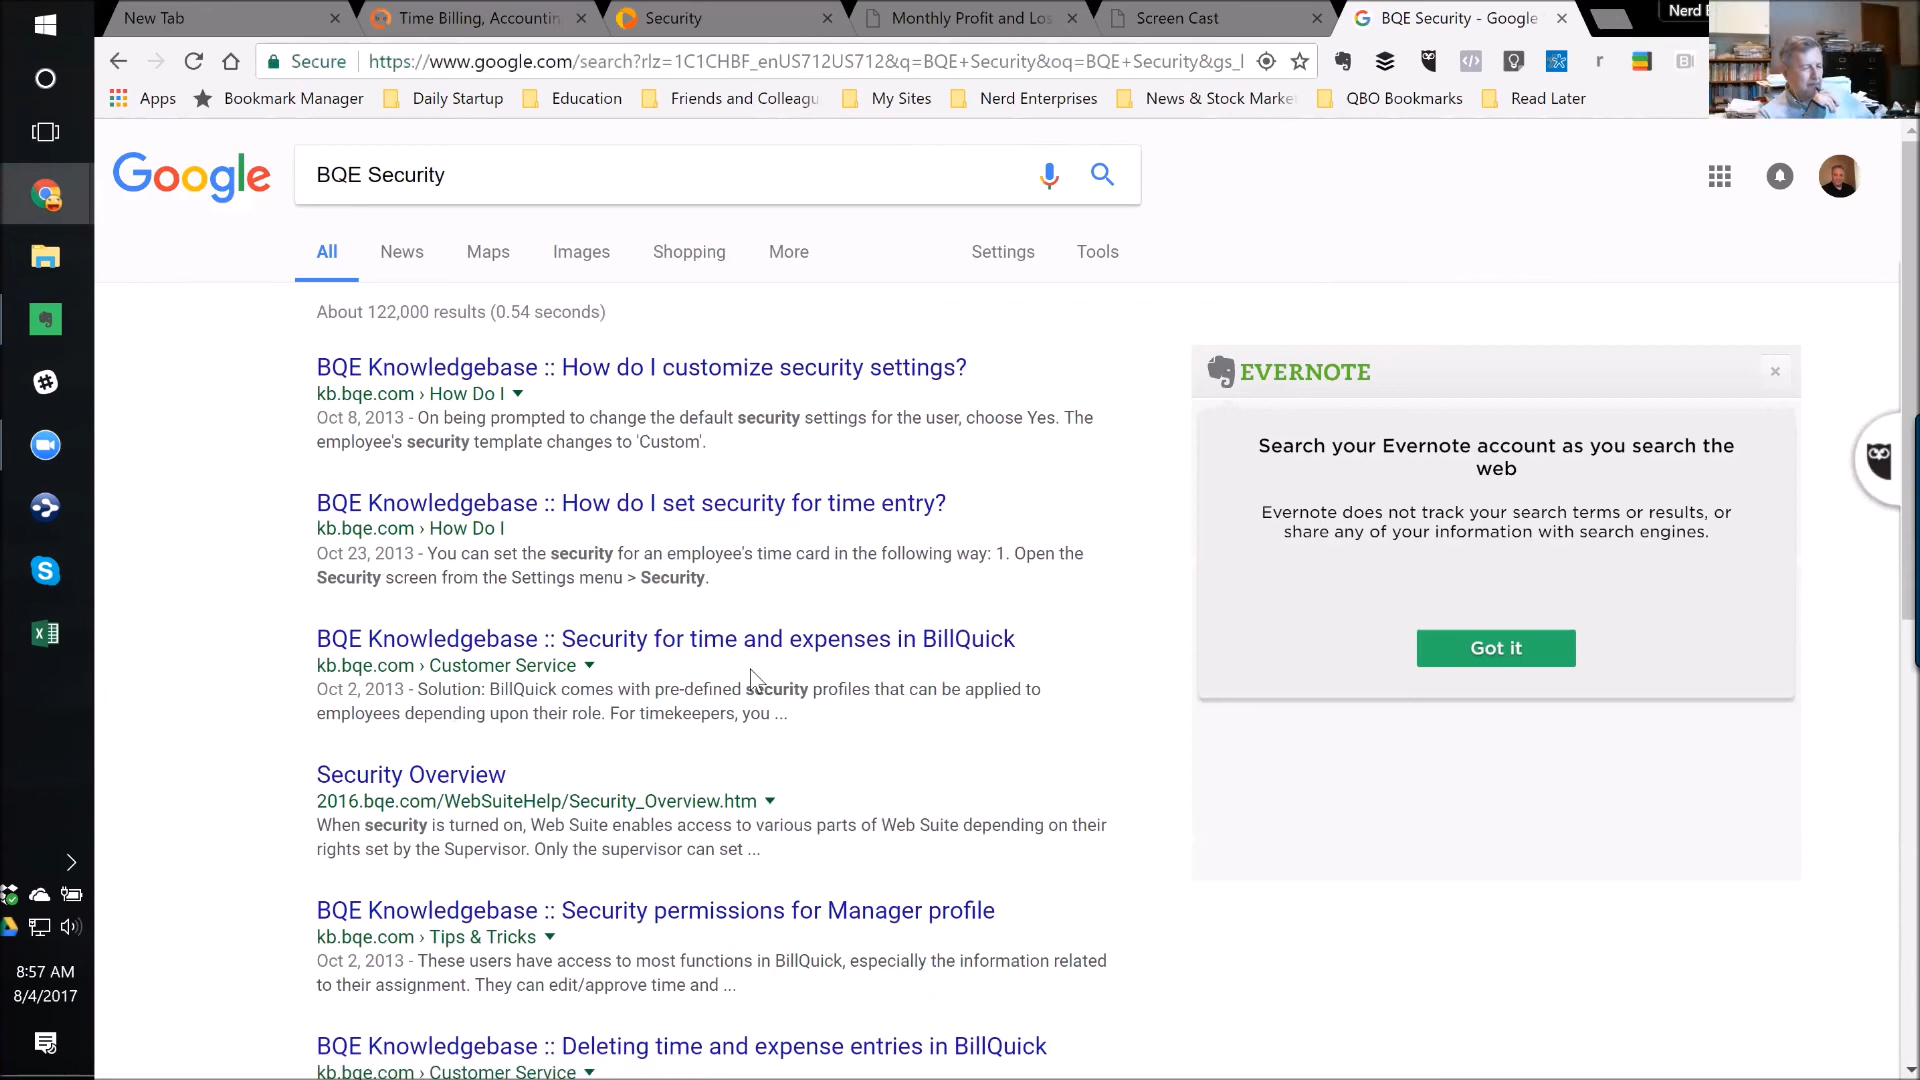 New Tab
Time Billing, Accountin
Security
Monthly Profit and Los
Screen Cast
BQE Security - Google
Nerd E
Secure
https://www.google.com/search?rlz=1C1CHBF_enUS712US712&q=BQE+Security&oq=BQE+Security&gs_l
Apps
Bookmark Manager
Daily Startup
Education
Friends and Colleagu
My Sites
Nerd Enterprises
News & Stock Marke
QBO Bookmarks
Read Later
Google
BQE Security
All
News
Maps
Images
Shopping
More
Settings
Tools
About 122,000 results (0.54 seconds)
BQE Knowledgebase :: How do I customize security settings?
kb.bqe.com › How Do I
Oct 8, 2013 - On being prompted to change the default security settings for the user, choose Yes. The
employee's security template changes to 'Custom'.
BQE Knowledgebase :: How do I set security for time entry?
kb.bqe.com › How Do I
Oct 23, 2013 - You can set the security for an employee's time card in the following way: 1. Open the
Security screen from the Settings menu > Security.
BQE Knowledgebase :: Security for time and expenses in BillQuick
kb.bqe.com › Customer Service
Oct 2, 2013 - Solution: BillQuick comes with pre-defined security profiles that can be applied to
employees depending upon their role. For timekeepers, you ...
Security Overview
2016.bqe.com/WebSuiteHelp/Security_Overview.htm
When security is turned on, Web Suite enables access to various parts of Web Suite depending on their
rights set by the Supervisor. Only the supervisor can set ...
BQE Knowledgebase :: Security permissions for Manager profile
kb.bqe.com › Tips & Tricks
Oct 2, 2013 - These users have access to most functions in BillQuick, especially the information related
to their assignment. They can edit/approve time and ...
BQE Knowledgebase :: Deleting time and expense entries in BillQuick
kb.bqe.com › Customer Service
EVERNOTE
Search your Evernote account as you search the
web
Evernote does not track your search terms or results, or
share any of your information with search engines.
Got it
8:57 AM
8/4/2017